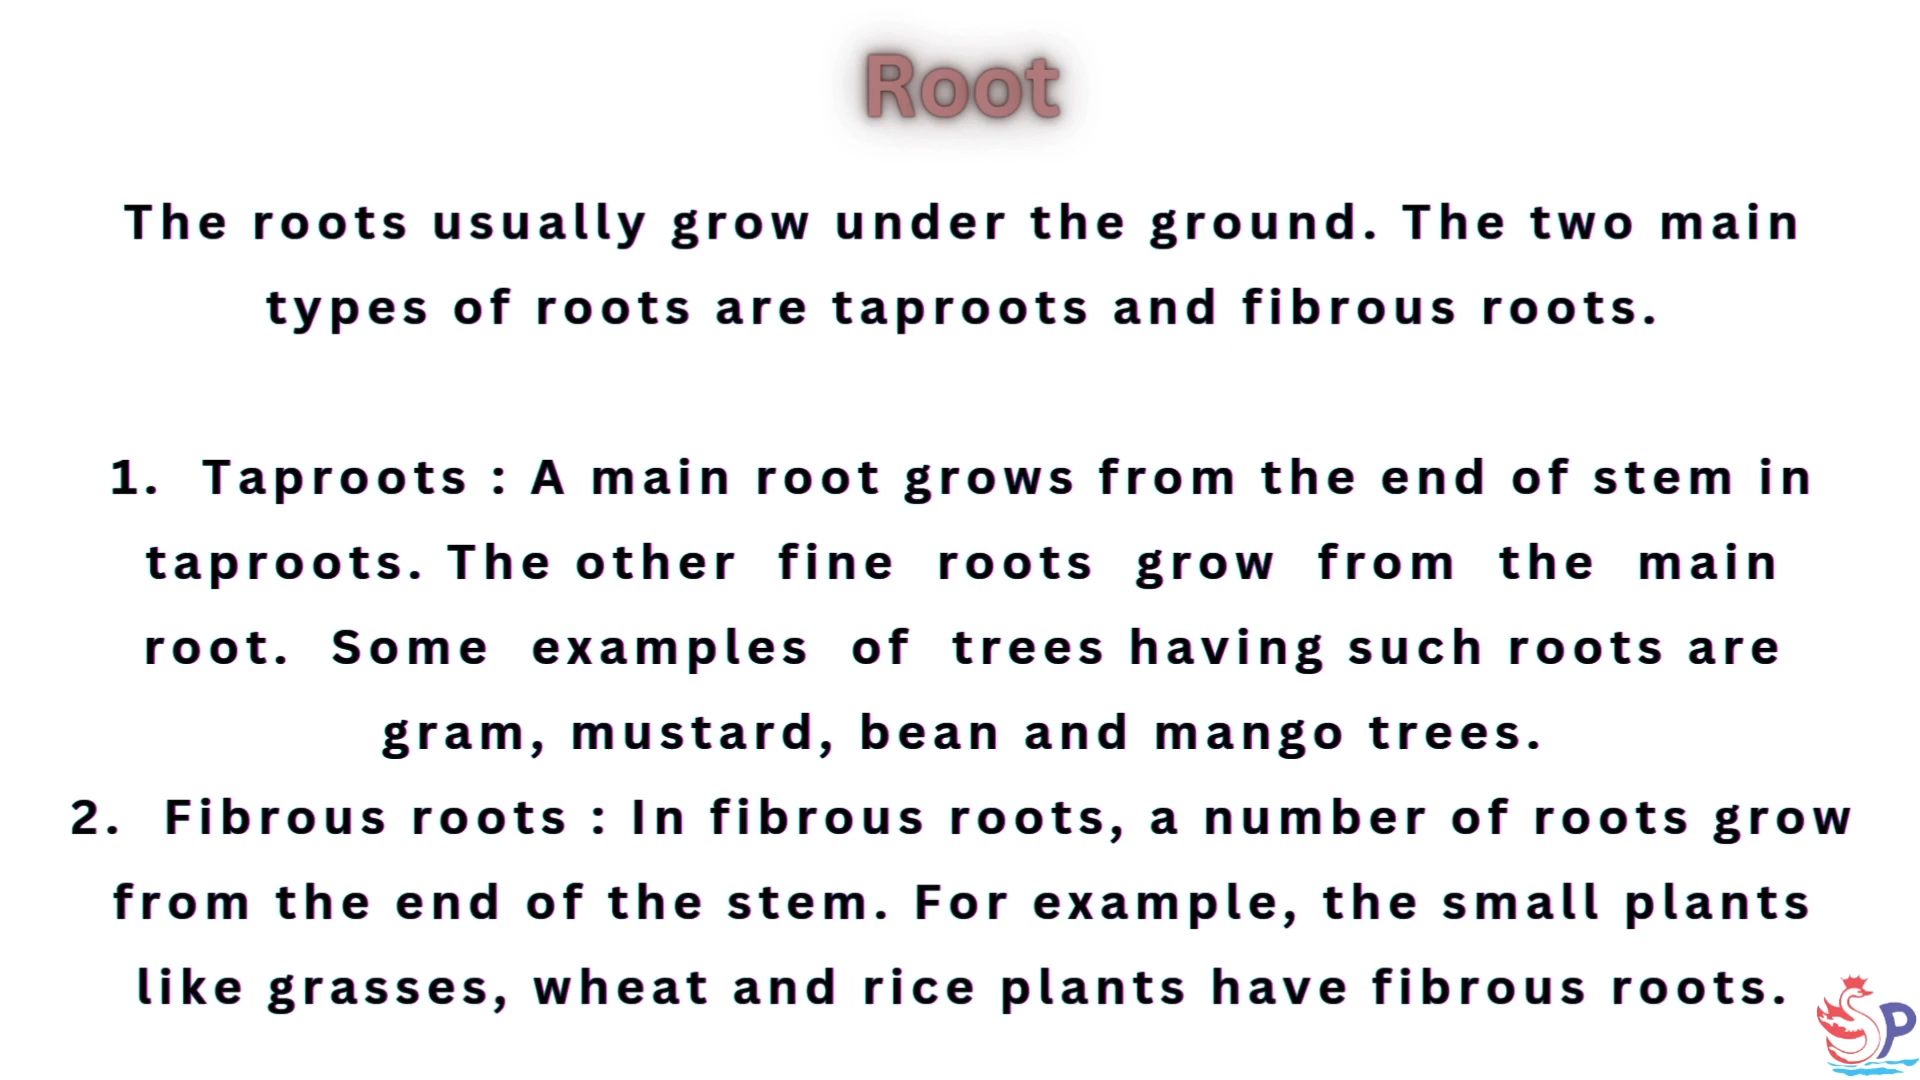 Root
The roots usually grow under the ground. The two main
types of roots are taproots and fibrous roots.
1. Taproots : A main root grows from the end of stem in
taproots. The other fine roots grow from the main
root. Some examples of trees having such roots are
gram, mustard, bean and mango trees.
2. Fibrous roots : In fibrous roots, a number of roots grow
from the end of the stem. For example, the small plants
like grasses, wheat and rice plants have fibrous roots.
SP